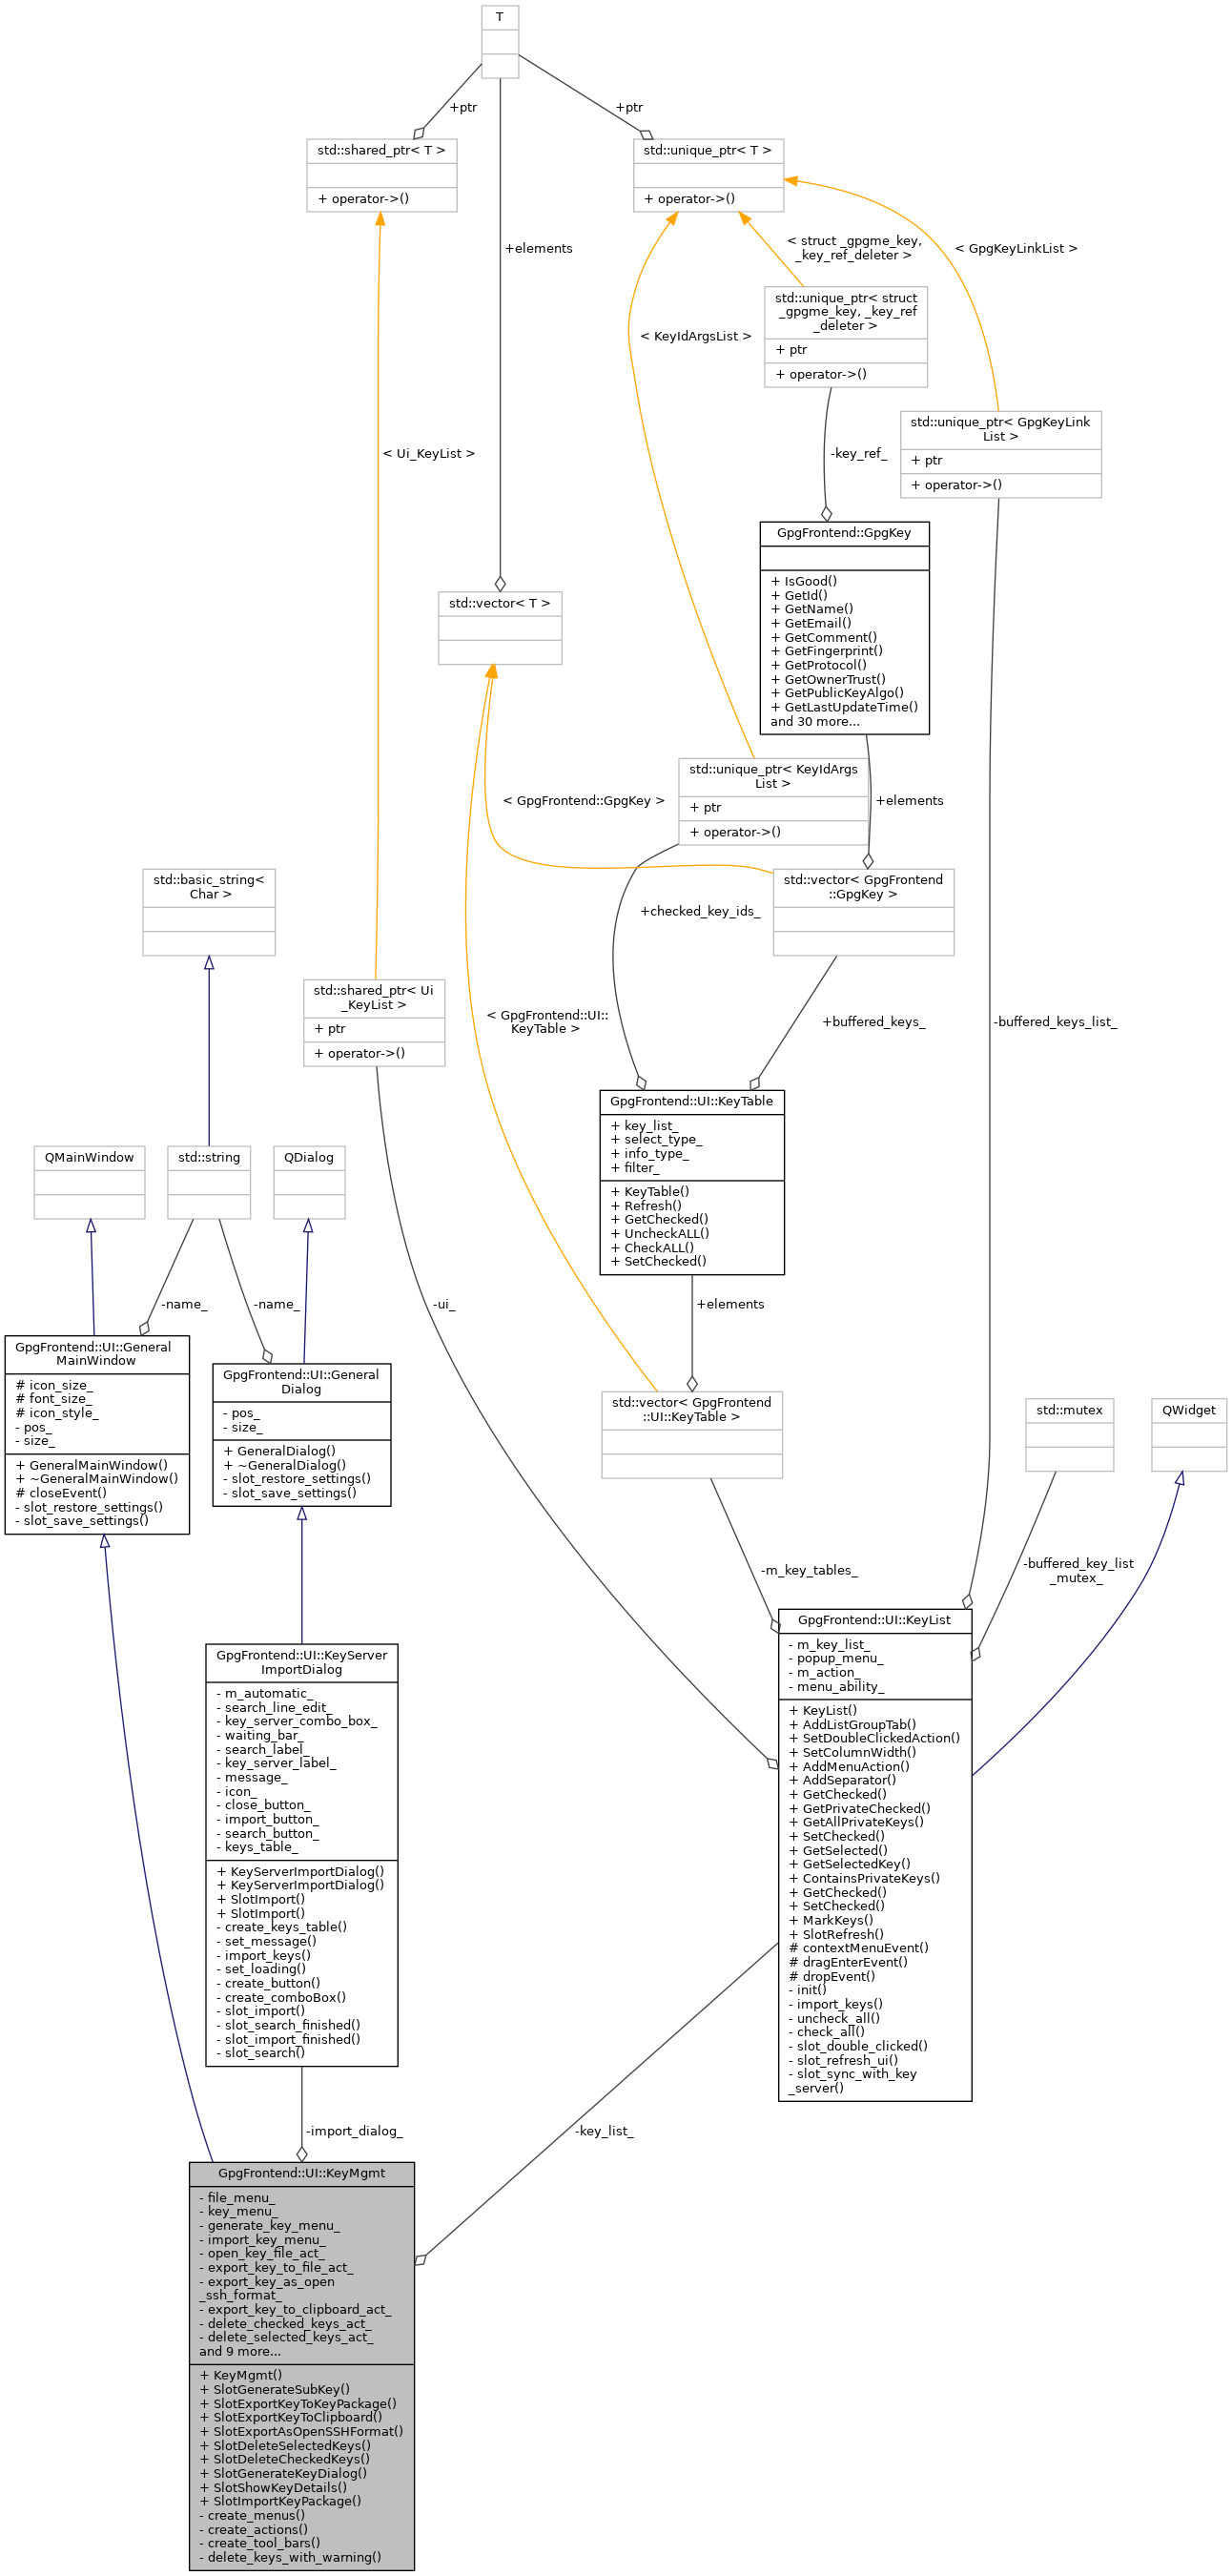 T
+ptr
+ptr
std::shared_ptr< T >
+ operator->()
std::unique_ptr< T >
+ operator->()
+elements
< struct _gpgme_key,
_key_ref_deleter >
< GpgKeyLinkList >
std::unique_ptr< struct
_gpgme_key, _key_ref
_deleter >
+ ptr
+ operator->()
< KeyIdArgsList >
< Ui_KeyList >
-key_ref_
std::unique_ptr< GpgKeyLink
List >
+ ptr
+ operator->()
GpgFrontend::GpgKey
+ IsGood()
+ GetId()
+ GetName()
+ GetEmail()
+ GetComment()
+ GetFingerprint()
+ GetProtocol()
+ GetOwnerTrust()
+ GetPublicKeyAlgo()
+ GetLastUpdateTime()
and 30 more...
std::vector< T >
std::unique_ptr< KeyIdArgs
List >
+ ptr
+ operator->()
< GpgFrontend::GpgKey >
+elements
std::basic_string<
Char >
std::vector< GpgFrontend
::GpgKey >
+checked_key_ids_
std::shared_ptr< Ui
_KeyList >
+ ptr
+ operator->()
< GpgFrontend::UI::
KeyTable >
+buffered_keys_
-buffered_keys_list_
GpgFrontend::UI::KeyTable
+ key_list_
+ select_type_
+ info_type_
+ filter_
+ KeyTable()
+ Refresh()
+ GetChecked()
+ UncheckALL()
+ CheckALL()
+ SetChecked()
QMainWindow
std::string
QDialog
-name_
-name_
-ui_
+elements
GpgFrontend::UI::General
MainWindow
# icon_size_
# font_size_
# icon_style_
- pos_
- size_
+ GeneralMainWindow()
+ ~GeneralMainWindow()
# closeEvent()
- slot_restore_settings()
- slot_save_settings()
GpgFrontend::UI::General
Dialog
- pos_
- size_
+ GeneralDialog()
+ ~GeneralDialog()
- slot_restore_settings()
- slot_save_settings()
std::vector< GpgFrontend
::UI::KeyTable >
std::mutex
QWidget
-m_key_tables_
-buffered_key_list
_mutex_
GpgFrontend::UI::KeyServer
ImportDialog
- m_automatic_
- search_line_edit_
- key_server_combo_box_
- waiting_bar_
- search_label_
- key_server_label_
- message_
- icon_
- close_button_
- import_button_
- search_button_
- keys_table_
+ KeyServerImportDialog()
+ KeyServerImportDialog()
+ SlotImport()
+ SlotImport()
- create_keys_table()
- set_message()
- import_keys()
- set_loading()
- create_button()
- create_comboBox()
- slot_import()
- slot_search_finished()
- slot_import_finished()
- slot_search()
GpgFrontend::UI::KeyList
- m_key_list_
- popup_menu_
- m_action_
- menu_ability_
+ KeyList()
+ AddListGroupTab()
+ SetDoubleClickedAction()
+ SetColumnWidth()
+ AddMenuAction()
+ AddSeparator()
+ GetChecked()
+ GetPrivateChecked()
+ GetAllPrivateKeys()
+ SetChecked()
+ GetSelected()
+ GetSelectedKey()
+ ContainsPrivateKeys()
+ GetChecked()
+ SetChecked()
+ MarkKeys()
+ SlotRefresh()
# contextMenuEvent()
# dragEnterEvent()
# dropEvent()
- init()
- import_keys()
- uncheck_all()
- check_all()
- slot_double_clicked()
- slot_refresh_ui()
- slot_sync_with_key
_server()
-import_dialog_
-key_list_
GpgFrontend::UI::KeyMgmt
- file_menu_
- key_menu_
- generate_key_menu_
- import_key_menu_
- open_key_file_act_
- export_key_to_file_act_
- export_key_as_open
_ssh_format_
- export_key_to_clipboard_act_
- delete_checked_keys_act_
- delete_selected_keys_act_
and 9 more...
+ KeyMgmt()
+ SlotGenerateSubKey()
+ SlotExportKeyToKeyPackage()
+ SlotExportKeyToClipboard()
+ SlotExportAsOpenSSHFormat()
+ SlotDeleteSelectedKeys()
+ SlotDeleteCheckedKeys()
+ SlotGenerateKeyDialog()
+ SlotShowKeyDetails()
+ SlotImportKeyPackage()
- create_menus()
- create_actions()
- create_tool_bars()
- delete_keys_with_warning()